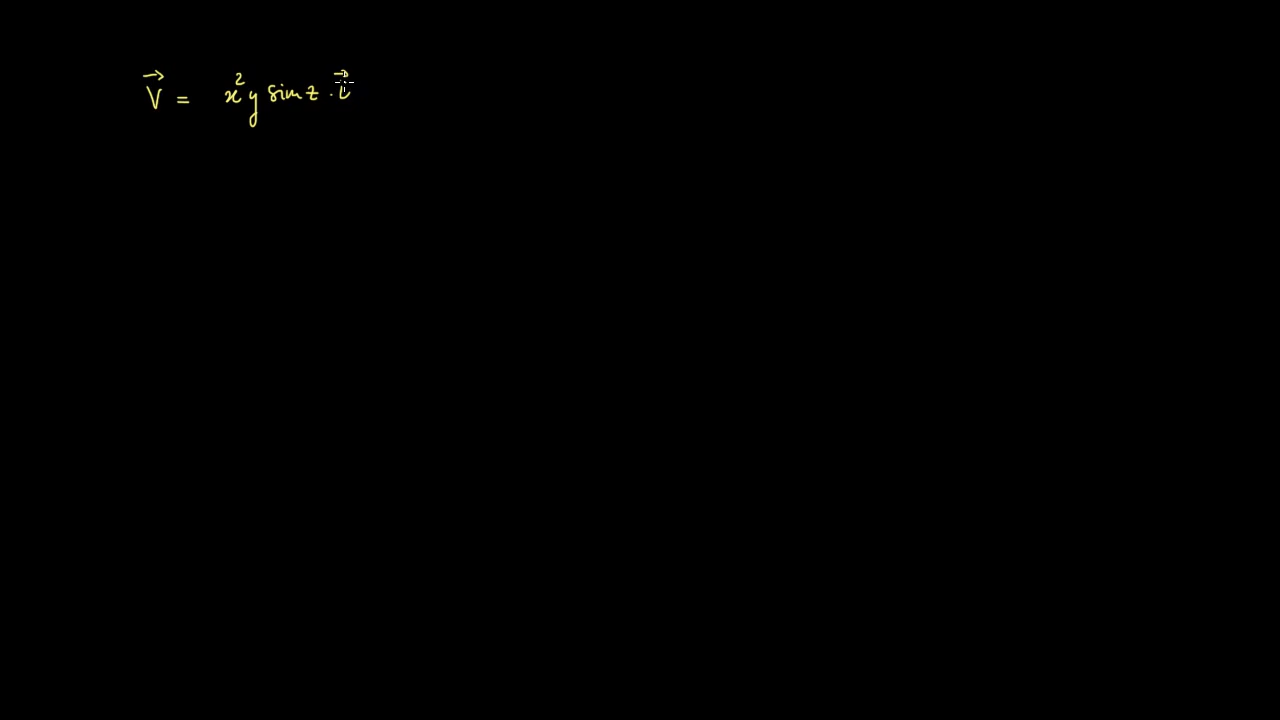 V⃗ = x²y sin z . i⃗